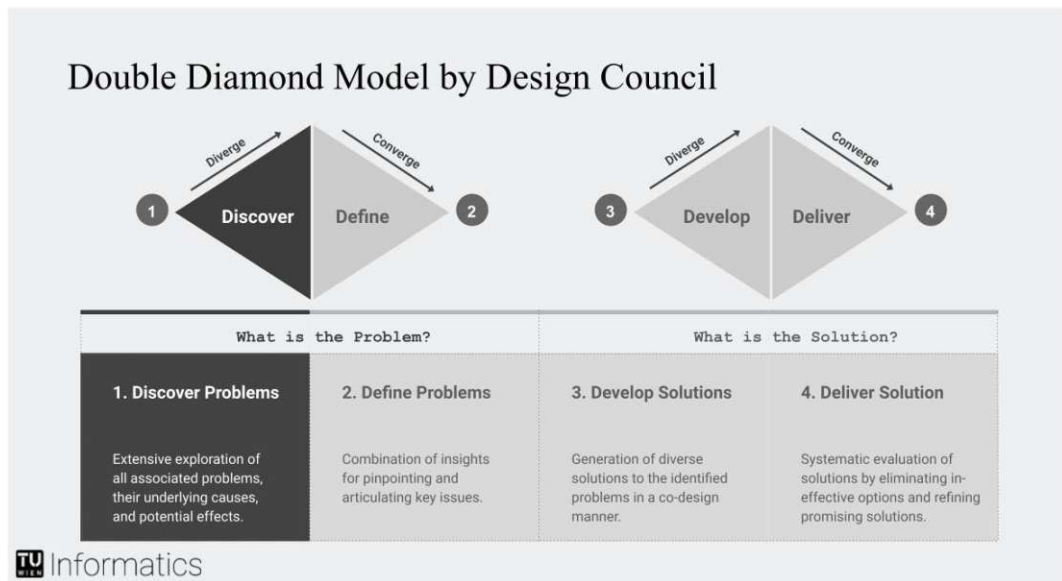 Double Diamond Model by Design Council
Diverge
Converge
Diverge
Converge
1
Discover
Define
2
3
Develop
Deliver
4
What is the Problem?
What is the Solution?
1. Discover Problems
2. Define Problems
3. Develop Solutions
4. Deliver Solution
Extensive exploration of
all associated problems,
their underlying causes,
and potential effects.
Combination of insights
for pinpointing and
articulating key issues.
Generation of diverse
solutions to the identified
problems in a co-design
manner.
Systematic evaluation of
solutions by eliminating in-
effective options and refining
promising solutions.
TU
WIEN
Informatics